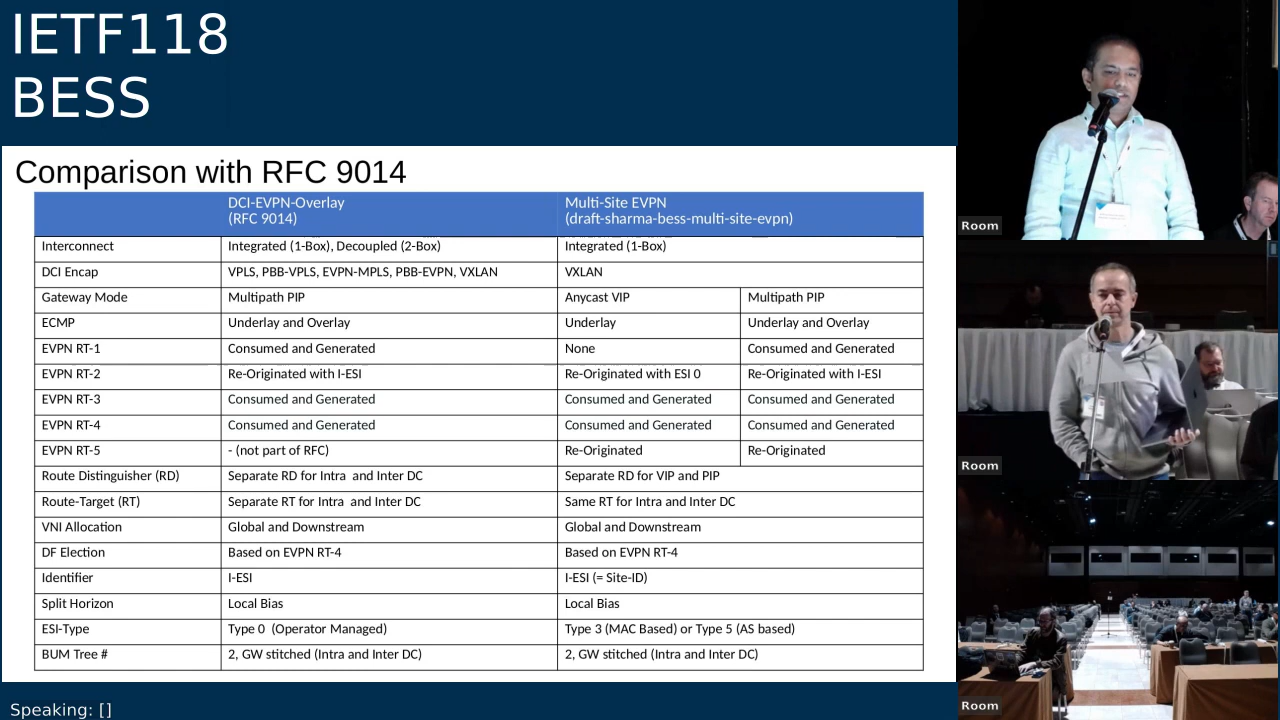 IETF118
BESS
Comparison with RFC 9014
DCI-EVPN-Overlay
(RFC 9014)
Multi-Site EVPN
(draft-sharma-bess-multi-site-evpn)
Interconnect Integrated (1-Box), Decoupled (2-Box) Integrated (1-Box)
DCI Encap VPLS, PBB-VPLS, EVPN-MPLS, PBB-EVPN, VXLAN VXLAN
Gateway Mode Multipath PIP Anycast VIP Multipath PIP
ECMP Underlay and Overlay Underlay Underlay and Overlay
EVPN RT-1 Consumed and Generated None Consumed and Generated
EVPN RT-2 Re-Originated with I-ESI Re-Originated with ESI 0 Re-Originated with I-ESI
EVPN RT-3 Consumed and Generated Consumed and Generated Consumed and Generated
EVPN RT-4 Consumed and Generated Consumed and Generated Consumed and Generated
EVPN RT-5 - (not part of RFC) Re-Originated Re-Originated
Route Distinguisher (RD) Separate RD for Intra and Inter DC Separate RD for VIP and PIP
Route-Target (RT) Separate RT for Intra and Inter DC Same RT for Intra and Inter DC
VNI Allocation Global and Downstream Global and Downstream
DF Election Based on EVPN RT-4 Based on EVPN RT-4
Identifier I-ESI I-ESI (= Site-ID)
Split Horizon Local Bias Local Bias
ESI-Type Type 0 (Operator Managed) Type 3 (MAC Based) or Type 5 (AS based)
BUM Tree # 2, GW stitched (Intra and Inter DC) 2, GW stitched (Intra and Inter DC)
Speaking: []
Room
Room
Room